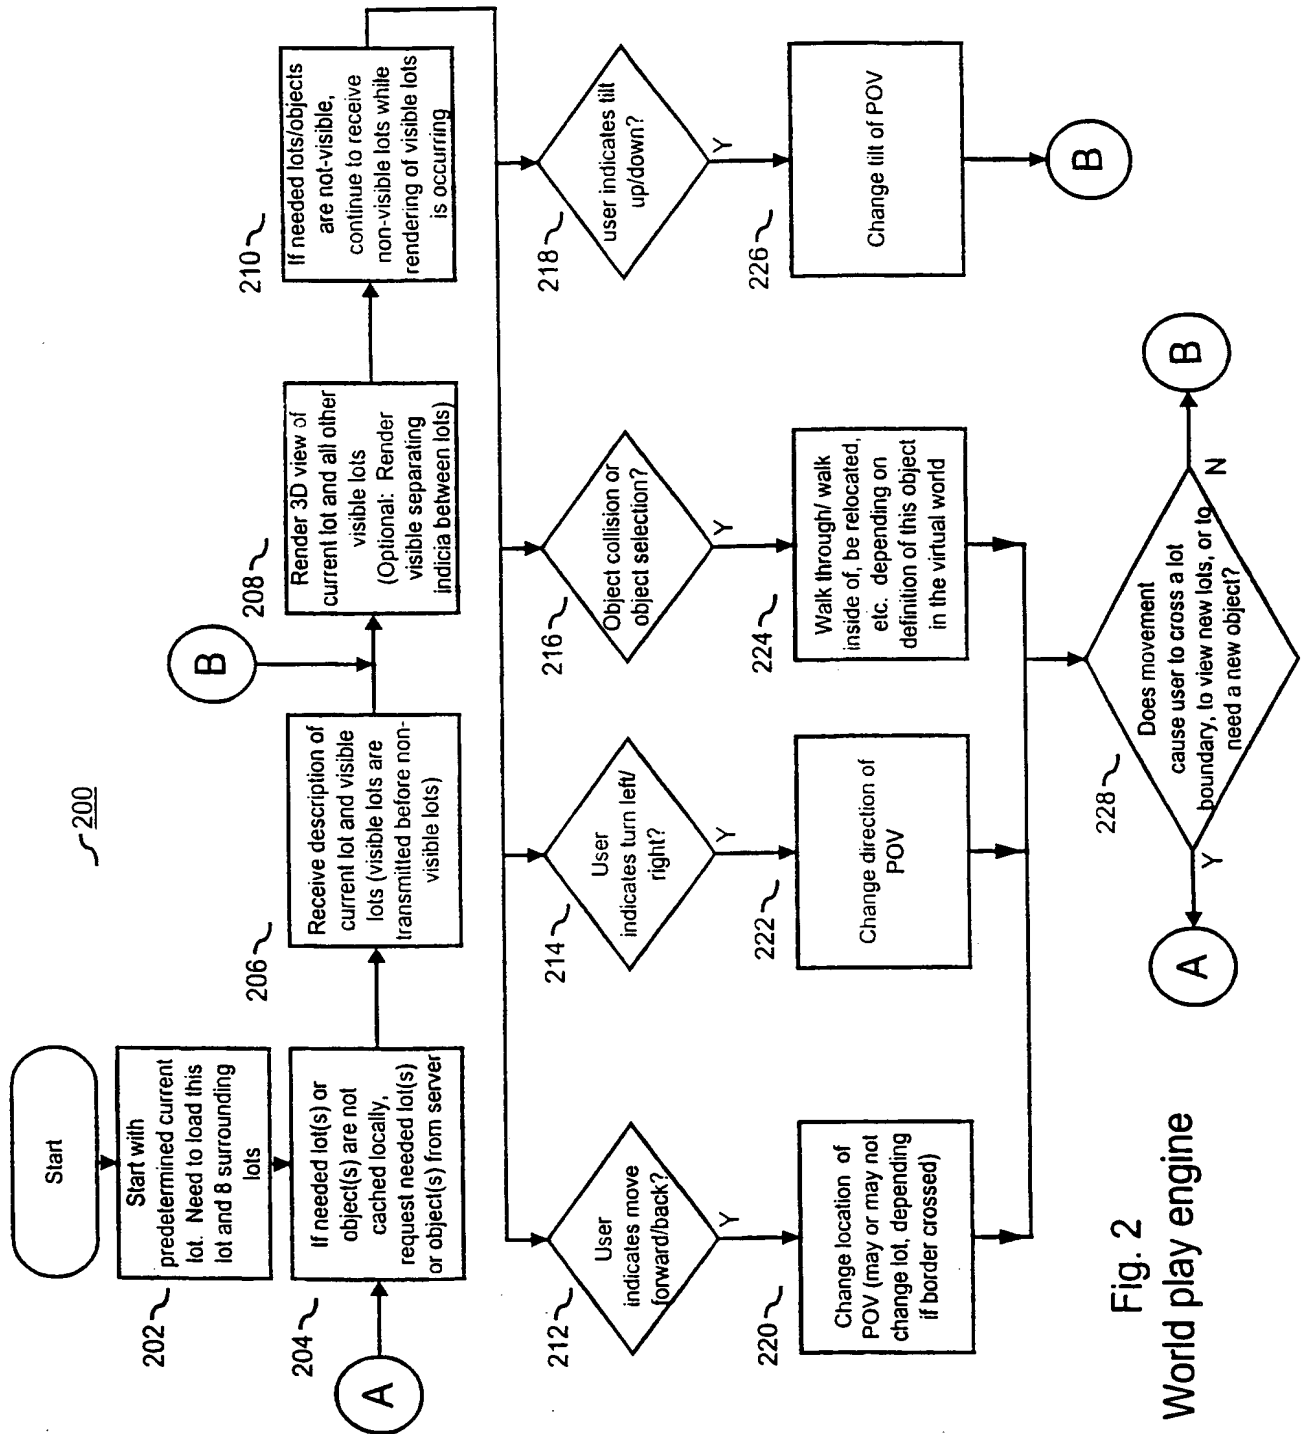 200
Start
202
Start with
predetermined current
lot. Need to load this
lot and 8 surrounding
lots
204
If needed lot(s) or
object(s) are not
cached locally,
request needed lot(s)
or object(s) from server
A
206
Receive description of
current lot and visible
lots (visible lots are
transmitted before non-
visible lots)
B
208
Render 3D view of
current lot and all other
visible lots
(Optional: Render
visible separating
indicia between lots)
210
If needed lots/objects
are not-visible,
continue to receive
non-visible lots while
rendering of visible lots
is occurring
212
User
indicates move
forward/back?
Y
214
User
indicates turn left/
right?
Y
216
Object collision or
object selection?
Y
218
user indicates tilt
up/down?
Y
220
Change location of
POV (may or may not
change lot, depending
if border crossed)
222
Change direction of
POV
224
Walk through/ walk
inside of, be relocated,
etc. depending on
definition of this object
in the virtual world
226
Change tilt of POV
B
228
Does movement
cause user to cross a lot
boundary, to view new lots, or to
need a new object?
Y
A
N
B
Fig. 2
World play engine